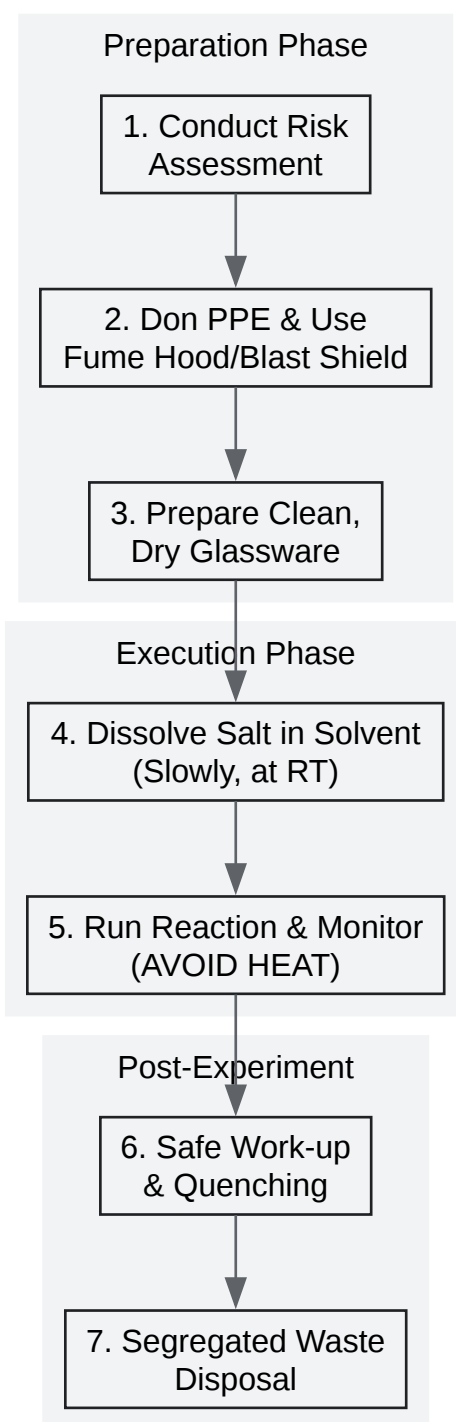 Preparation Phase
1. Conduct Risk
Assessment
2. Don PPE & Use
Fume Hood/Blast Shield
3. Prepare Clean,
Dry Glassware
Execution Phase
4. Dissolve Salt in Solvent
(Slowly, at RT)
5. Run Reaction & Monitor
(AVOID HEAT)
Post-Experiment
6. Safe Work-up
& Quenching
7. Segregated Waste
Disposal